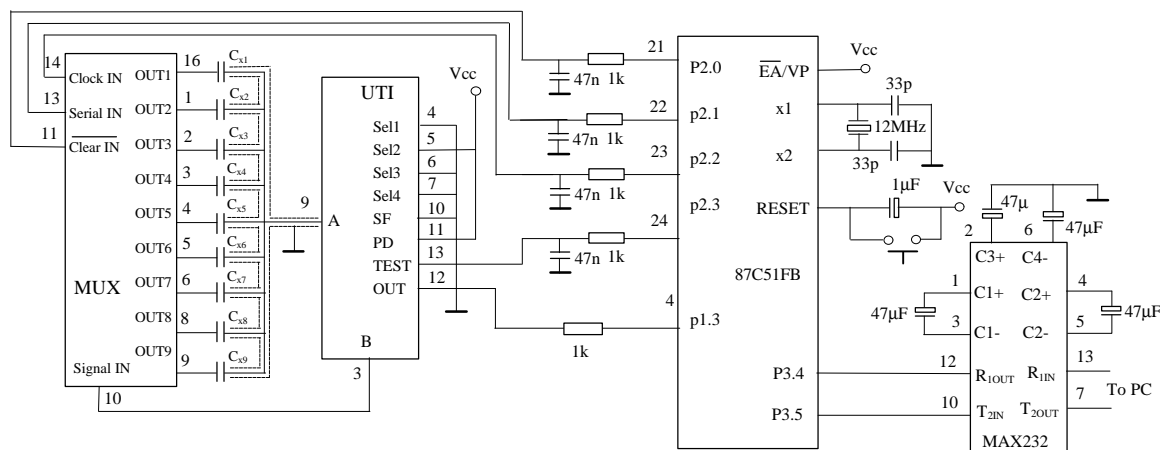 14
Clock IN
13
Serial IN
11
Clear IN
MUX
Signal IN
10
OUT1
OUT2
OUT3
OUT4
OUT5
OUT6
OUT7
OUT8
OUT9
16
1
2
3
4
5
6
8
9
Cx1
Cx2
Cx3
Cx4
Cx5
Cx6
Cx7
Cx8
Cx9
9
A
UTI
Sel1
Sel2
Sel3
Sel4
SF
PD
TEST
OUT
B
3
4
5
6
7
10
11
13
12
Vcc
47n
1k
47n
1k
47n
1k
47n
1k
1k
21
22
23
24
4
P2.0
p2.1
p2.2
p2.3
p1.3
EA/VP
x1
x2
RESET
87C51FB
P3.4
P3.5
Vcc
33p
12MHz
33p
1µF
Vcc
47µ
47µF
2
6
C3+
C4-
1
C1+
C2+
4
47µF
47µF
3
C1-
C2-
5
12
R1OUT
R1IN
13
To PC
10
T2IN
T2OUT
7
MAX232